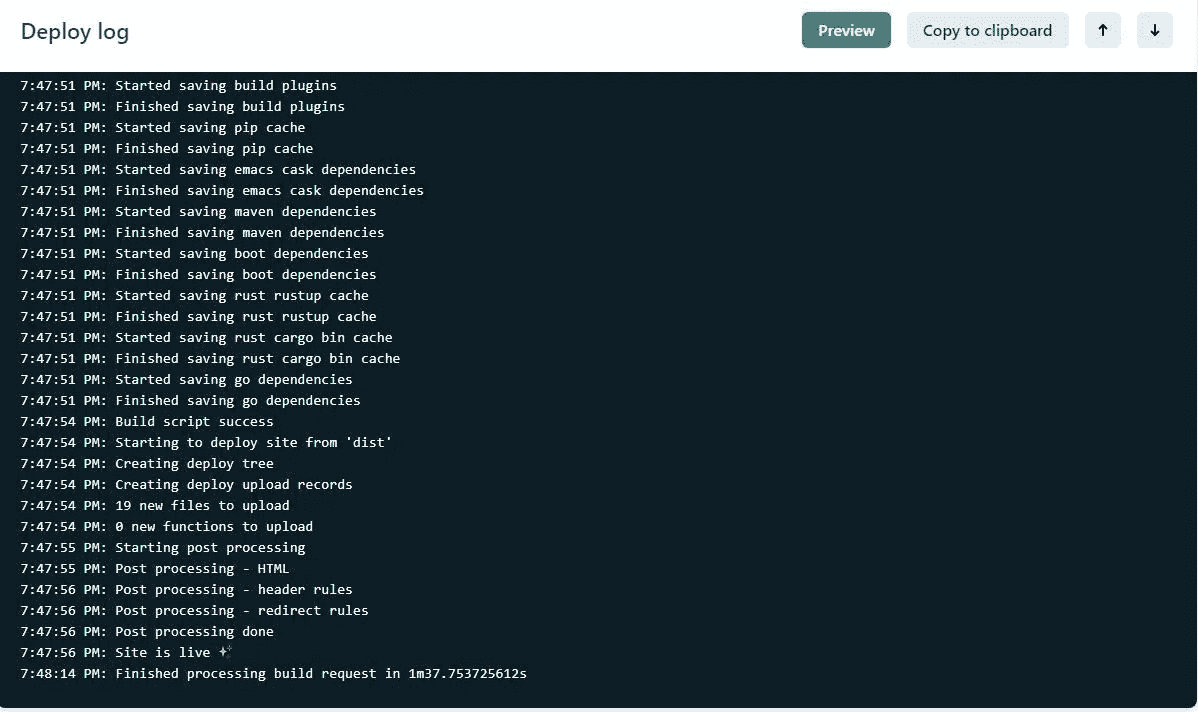 Deploy log
Preview
Copy to clipboard
↑
↓
7:47:51 PM: Started saving build plugins
7:47:51 PM: Finished saving build plugins
7:47:51 PM: Started saving pip cache
7:47:51 PM: Finished saving pip cache
7:47:51 PM: Started saving emacs cask dependencies
7:47:51 PM: Finished saving emacs cask dependencies
7:47:51 PM: Started saving maven dependencies
7:47:51 PM: Finished saving maven dependencies
7:47:51 PM: Started saving boot dependencies
7:47:51 PM: Finished saving boot dependencies
7:47:51 PM: Started saving rust rustup cache
7:47:51 PM: Finished saving rust rustup cache
7:47:51 PM: Started saving rust cargo bin cache
7:47:51 PM: Finished saving rust cargo bin cache
7:47:51 PM: Started saving go dependencies
7:47:51 PM: Finished saving go dependencies
7:47:54 PM: Build script success
7:47:54 PM: Starting to deploy site from 'dist'
7:47:54 PM: Creating deploy tree
7:47:54 PM: Creating deploy upload records
7:47:54 PM: 19 new files to upload
7:47:54 PM: 0 new functions to upload
7:47:55 PM: Starting post processing
7:47:55 PM: Post processing - HTML
7:47:56 PM: Post processing - header rules
7:47:56 PM: Post processing - redirect rules
7:47:56 PM: Post processing done
7:47:56 PM: Site is live ✨
7:48:14 PM: Finished processing build request in 1m37.753725612s